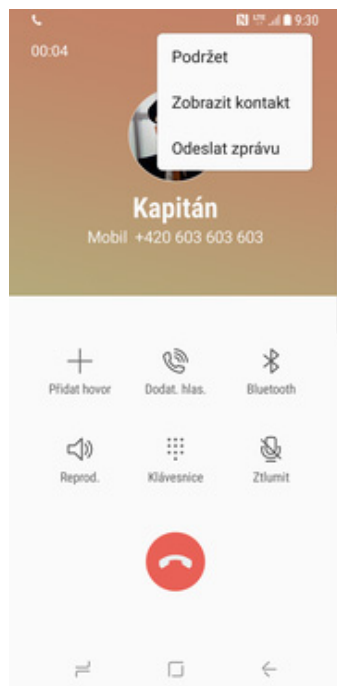 LTE 9:30
00:04
Podržet
Zobrazit kontakt
Odeslat zprávu
Kapitán
Mobil +420 603 603 603
Přidat hovor Dodat. hlas. Bluetooth
Reprod. Klávesnice Ztlumit